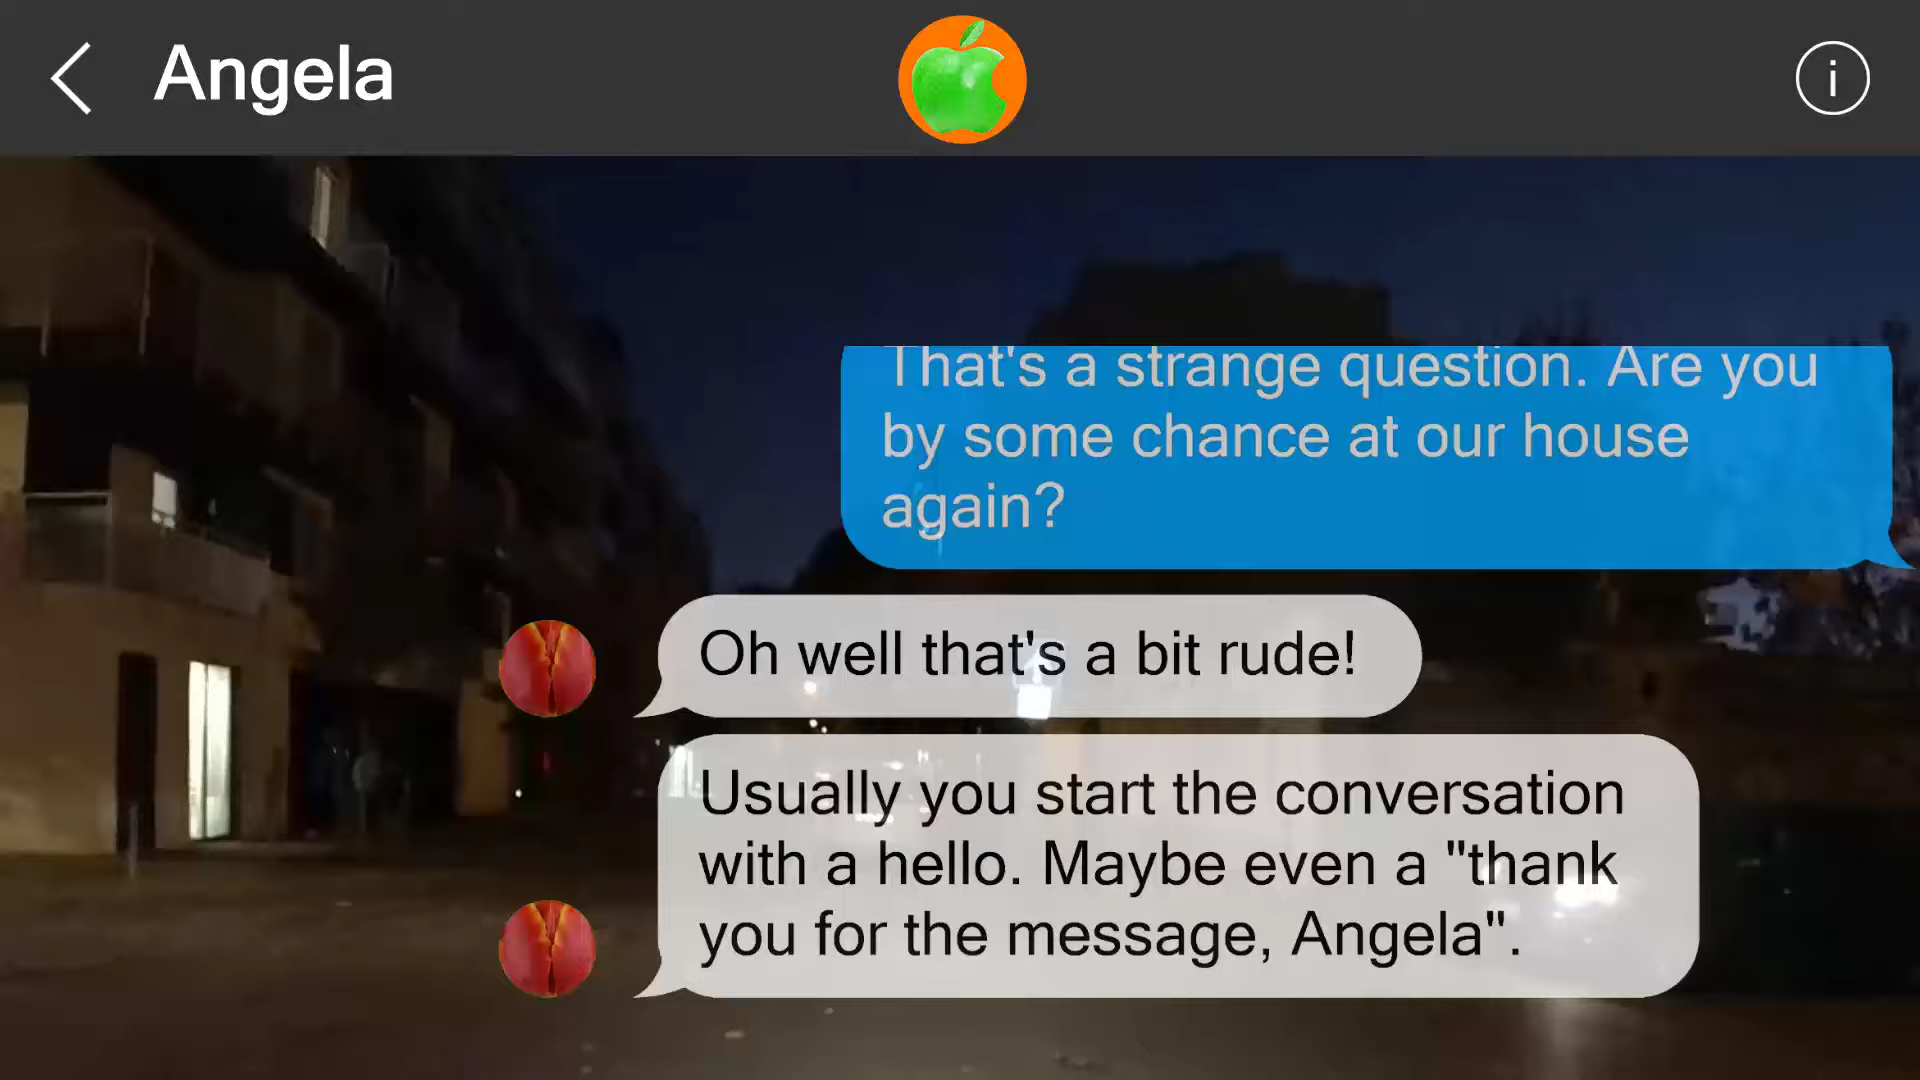 Angela
That's a strange question. Are you
by some chance at our house
again?
Oh well that's a bit rude!
Usually you start the conversation
with a hello. Maybe even a "thank
you for the message, Angela".